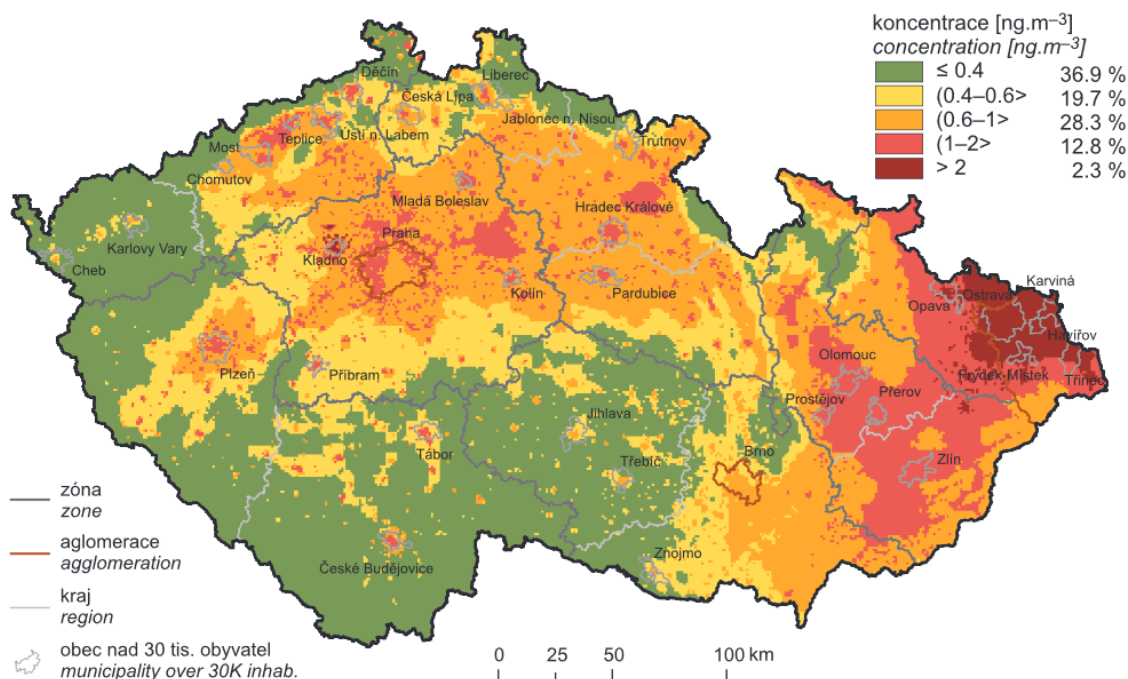 koncentrace [ng.m⁻³]
concentration [ng.m⁻³]
≤ 0.4 36.9 %
(0.4–0.6> 19.7 %
(0.6–1> 28.3 %
(1–2> 12.8 %
> 2 2.3 %
Děčín
Liberec
Česká Lípa
Jablonec n. Nisou
Teplice
Ústí n. Labem
Trutnov
Most
Chomutov
Mladá Boleslav
Hradec Králové
Praha
Karlovy Vary
Kladno
Cheb
Kolín
Pardubice
Karviná
Ostrava
Opava
Havířov
Olomouc
Frýdek-Místek
Třinec
Plzeň
Příbram
Přerov
Prostějov
Jihlava
Tábor
Brno
Zlín
Třebíč
Znojmo
České Budějovice
zóna
zone
aglomerace
agglomeration
kraj
region
obec nad 30 tis. obyvatel
municipality over 30K inhab.
0 25 50 100 km